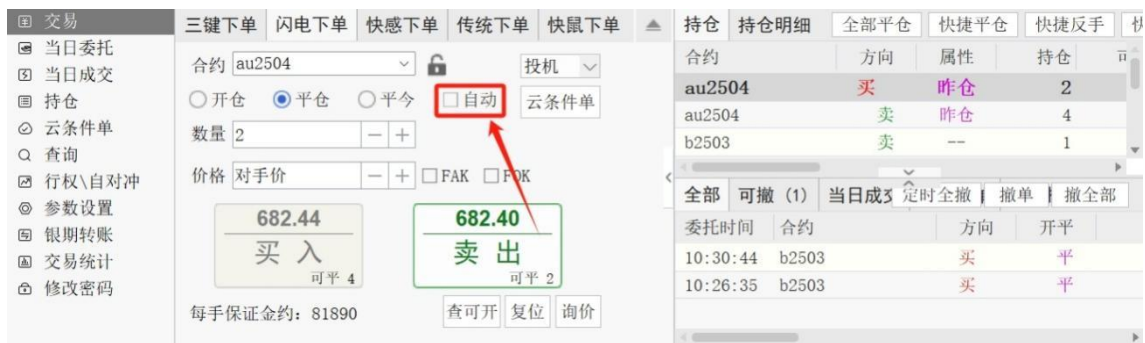 交易
当日委托
当日成交
持仓
云条件单
查询
行权\自对冲
参数设置
银期转账
交易统计
修改密码
三键下单 闪电下单 快感下单 传统下单 快鼠下单
合约 au2504 投机
开仓 平仓 平今 自动 云条件单
数量 2
价格 对手价 FAK FOK
682.44 682.40
买入 卖出
可平 4 可平 2
每手保证金约: 81890 查可开 复位 询价
持仓 持仓明细 全部平仓 快捷平仓 快捷反手
合约 方向 属性 持仓
au2504 买 昨仓 2
au2504 卖 昨仓 4
b2503 卖 -- 1
全部 可撤 (1) 当日成交 定时全撤 撤单 撤全部
委托时间 合约 方向 开平
10:30:44 b2503 买 平
10:26:35 b2503 买 平